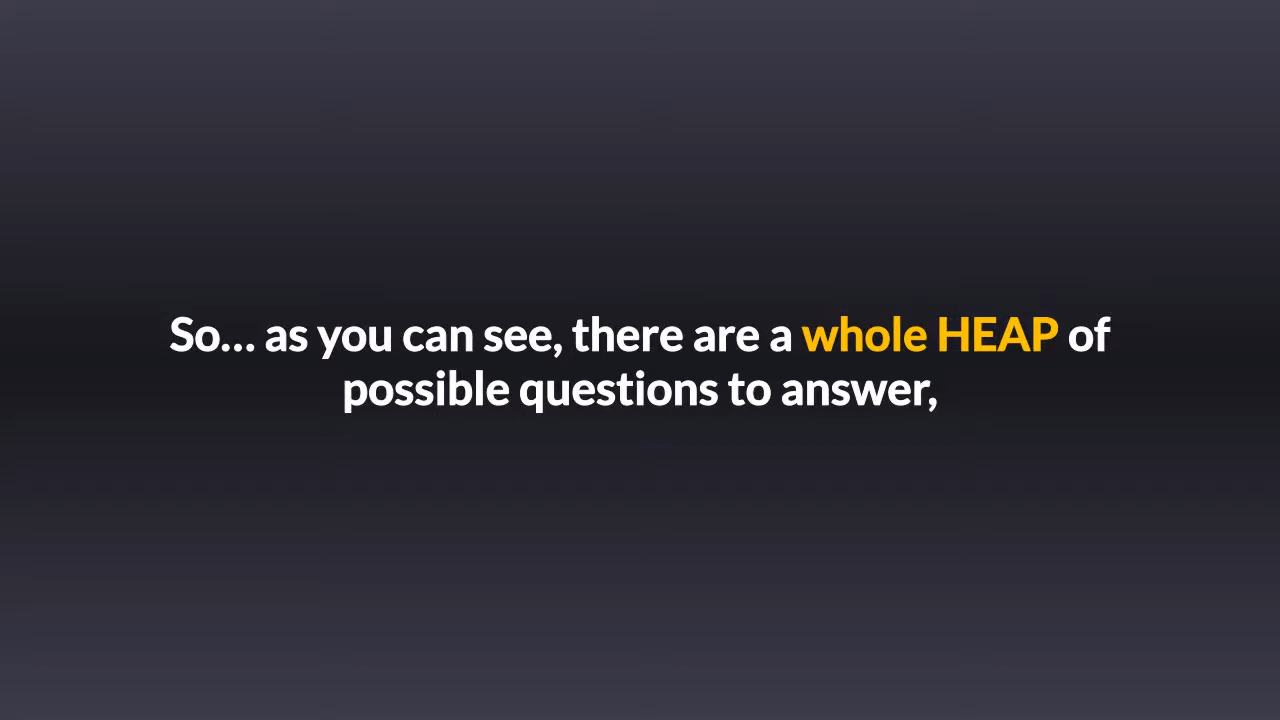 So... as you can see, there are a whole HEAP of
possible questions to answer,